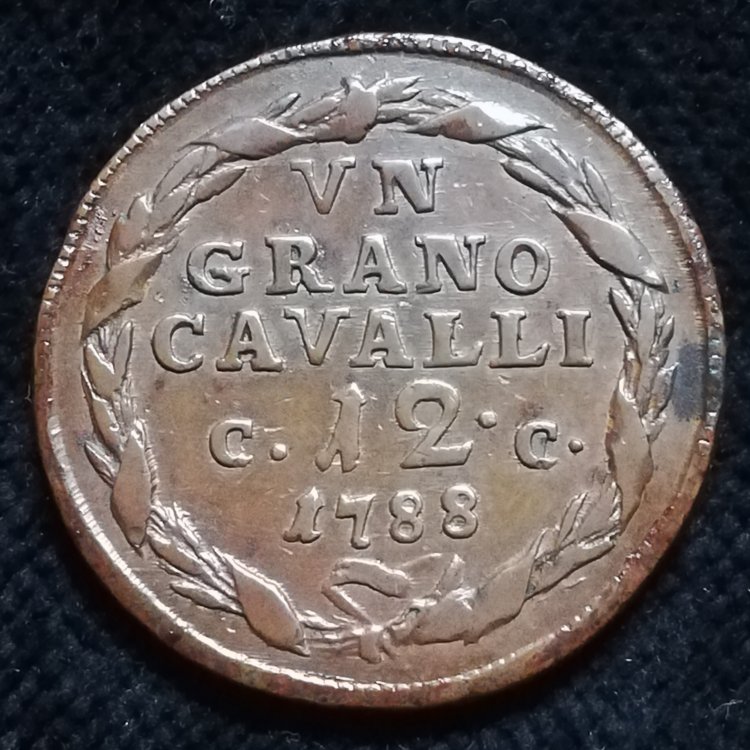 VN
GRANO
CAVALLI
C. 12. C.
1788